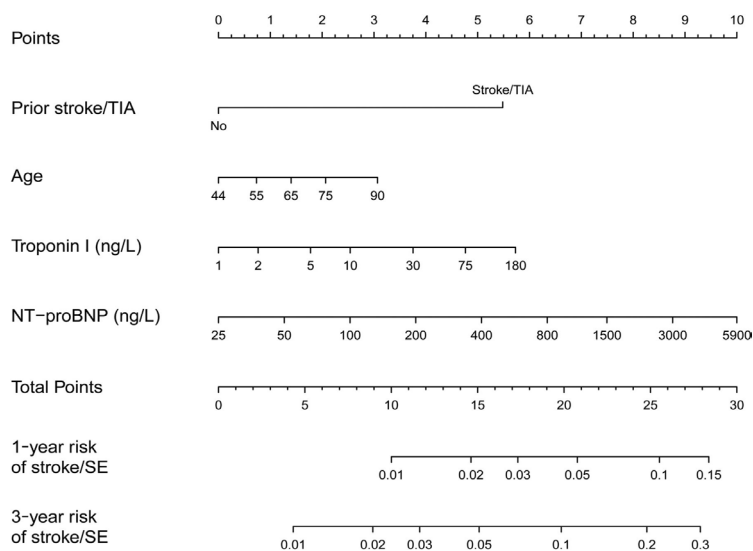 0 1 2 3 4 5 6 7 8 9 10
Points
Stroke/TIA
Prior stroke/TIA
No
Age
44 55 65 75 90
Troponin I (ng/L)
1 2 5 10 30 75 180
NT−proBNP (ng/L)
25 50 100 200 400 800 1500 3000 5900
Total Points
0 5 10 15 20 25 30
1−year risk
of stroke/SE
0.01 0.02 0.03 0.05 0.1 0.15
3−year risk
of stroke/SE
0.01 0.02 0.03 0.05 0.1 0.2 0.3